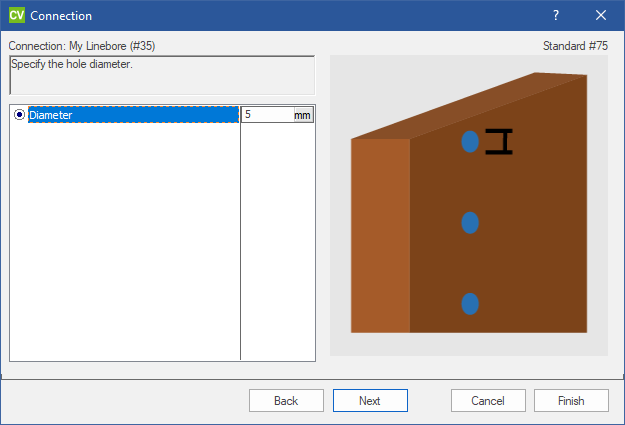 CV Connection ?
Connection: My Linebore (#35) Standard #75
Specify the hole diameter.
Diameter 5 mm
Back Next Cancel Finish